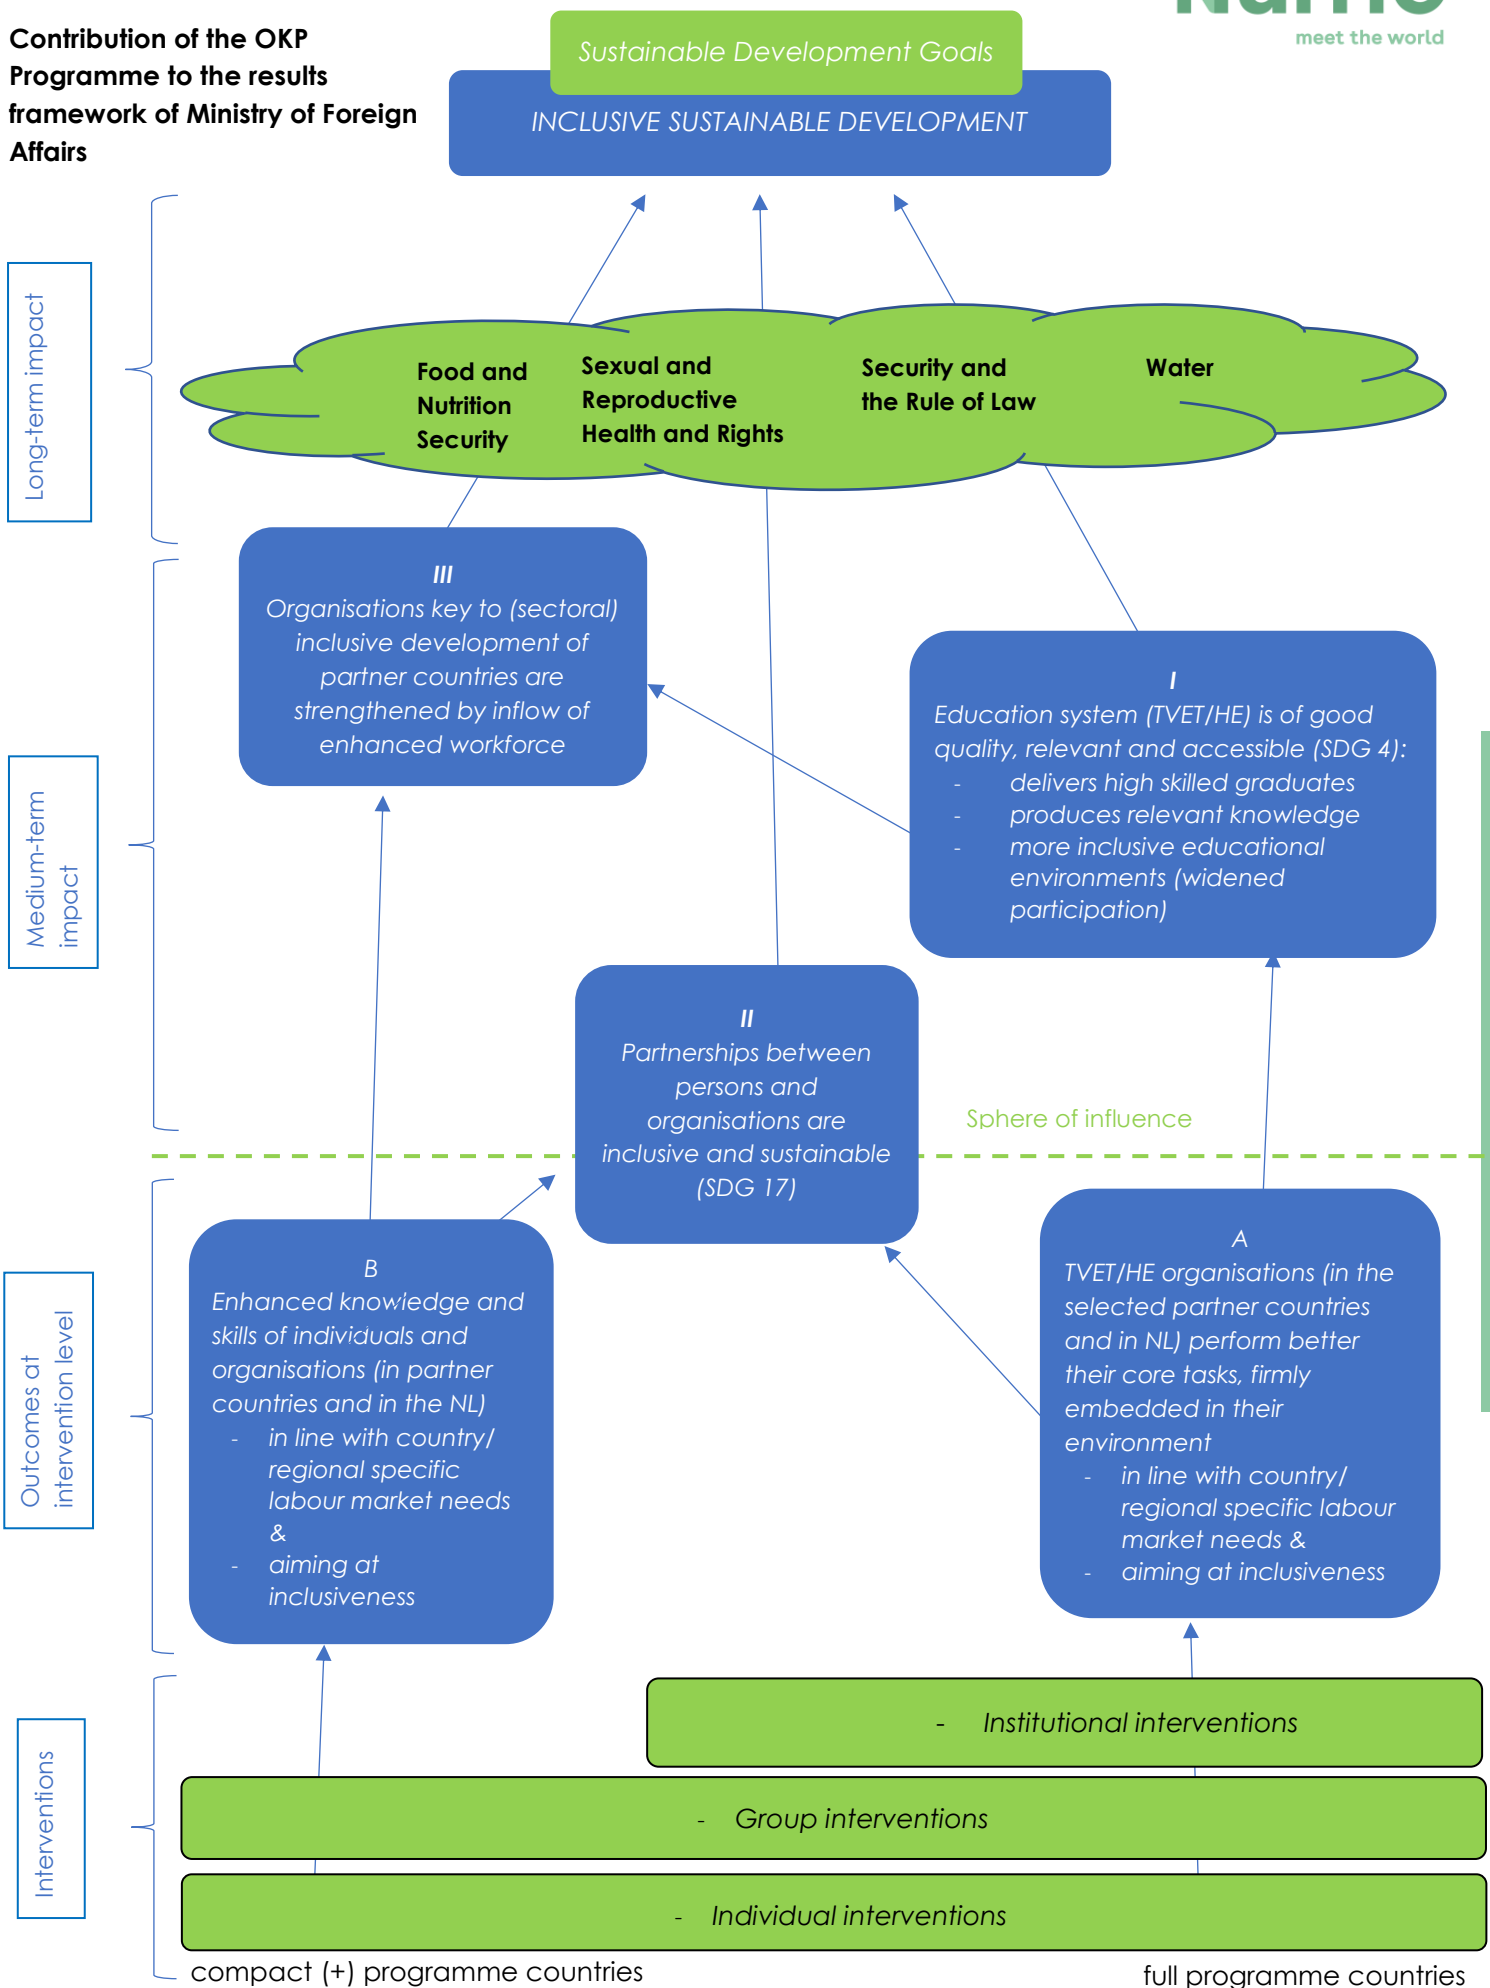 Contribution of the OKP
Programme to the results
framework of Ministry of Foreign
Affairs
meet the world
Sustainable Development Goals
INCLUSIVE SUSTAINABLE DEVELOPMENT
Long-term impact
Food and
Nutrition
Security
Sexual and
Reproductive
Health and Rights
Security and
the Rule of Law
Water
Medium-term
impact
III
Organisations key to (sectoral)
inclusive development of
partner countries are
strengthened by inflow of
enhanced workforce
I
Education system (TVET/HE) is of good
quality, relevant and accessible (SDG 4):
- delivers high skilled graduates
- produces relevant knowledge
- more inclusive educational
environments (widened
participation)
II
Partnerships between
persons and
organisations are
inclusive and sustainable
(SDG 17)
Sphere of influence
Outcomes at
intervention level
B
Enhanced knowledge and
skills of individuals and
organisations (in partner
countries and in the NL)
- in line with country/
regional specific
labour market needs
&
- aiming at
inclusiveness
A
TVET/HE organisations (in the
selected partner countries
and in NL) perform better
their core tasks, firmly
embedded in their
environment
- in line with country/
regional specific labour
market needs &
- aiming at inclusiveness
Interventions
- Institutional interventions
- Group interventions
- Individual interventions
compact (+) programme countries
full programme countries